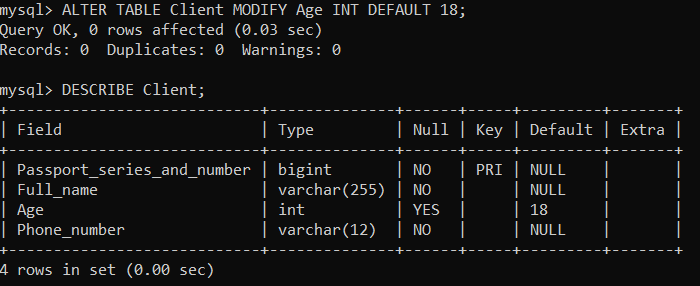 mysql> ALTER TABLE Client MODIFY Age INT DEFAULT 18;
Query OK, 0 rows affected (0.03 sec)
Records: 0  Duplicates: 0  Warnings: 0

mysql> DESCRIBE Client;
+----------------------------+--------------+------+-----+---------+-------+
| Field                      | Type         | Null | Key | Default | Extra |
+----------------------------+--------------+------+-----+---------+-------+
| Passport_series_and_number | bigint       | NO   | PRI | NULL    |       |
| Full_name                  | varchar(255) | NO   |     | NULL    |       |
| Age                        | int          | YES  |     | 18      |       |
| Phone_number               | varchar(12)  | NO   |     | NULL    |       |
+----------------------------+--------------+------+-----+---------+-------+
4 rows in set (0.00 sec)